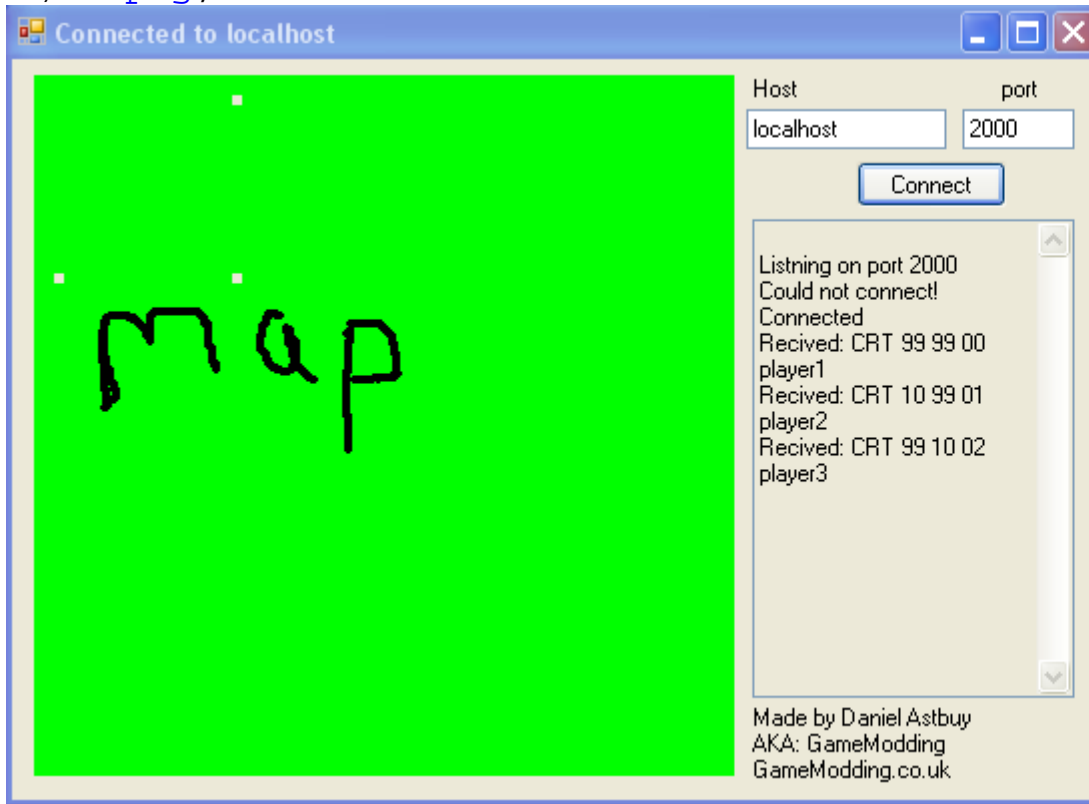 Connected to localhost
Host port
localhost 2000
Connect
Listning on port 2000
Could not connect!
Connected
Recived: CRT 99 99 00
player1
Recived: CRT 10 99 01
player2
Recived: CRT 99 10 02
player3
map
Made by Daniel Astbuy
AKA: GameModding
GameModding.co.uk